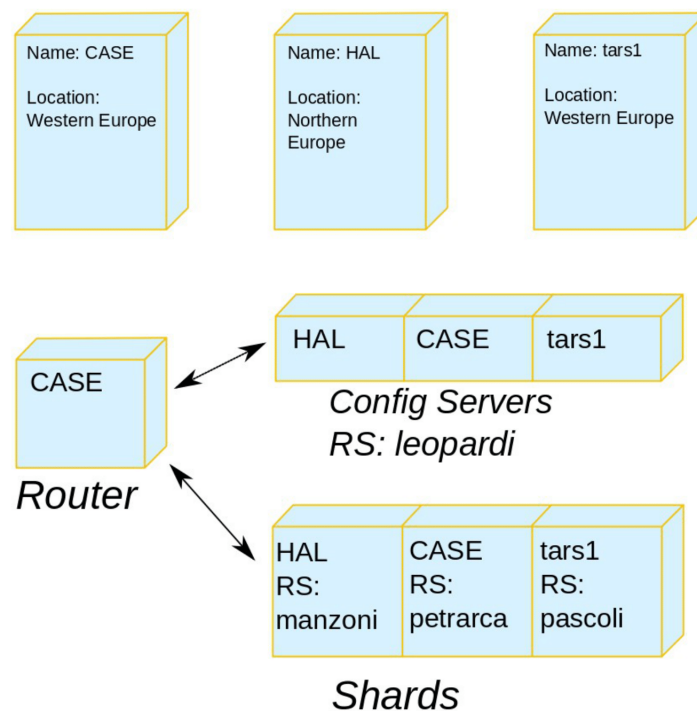 Name: CASE
Location:
Western Europe
Name: HAL
Location:
Northern
Europe
Name: tars1
Location:
Western Europe
CASE
Router
HAL
CASE
tars1
Config Servers
RS: leopardi
HAL
RS:
manzoni
CASE
RS:
petrarca
tars1
RS:
pascoli
Shards